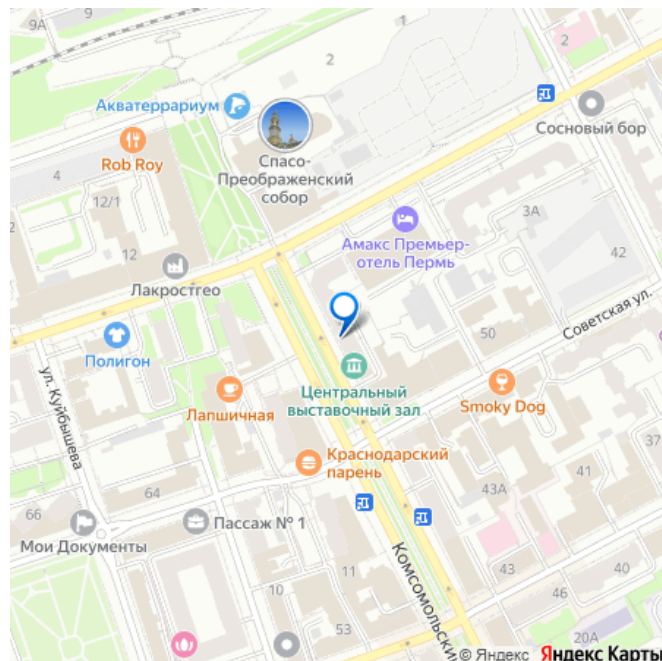 9А
9
1
2
2
Акватеррариум
Сосновый бор
Rob Roy
Спасо-
Преображенский
собор
4
12/1
3А
12
Амакс Премьер-
отель Пермь
42
Лакростгео
Советская ул.
50
Полигон
Центральный
выставочный зал
Smoky Dog
ул. Куйбышева
Лапшичная
Краснодарский
парень
37
41
64
43А
66
Пассаж № 1
Мои Документы
10
11
Комсомольский
43
40
46
53
20А
© Яндекс Яндекс Карты